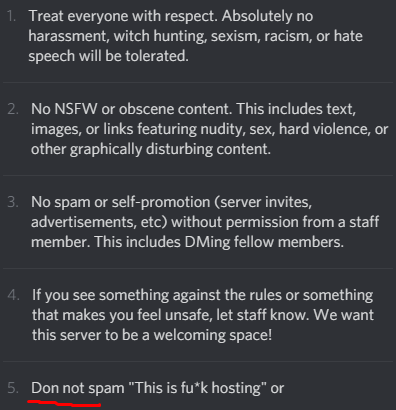 1. Treat everyone with respect. Absolutely no
harassment, witch hunting, sexism, racism, or hate
speech will be tolerated.
2. No NSFW or obscene content. This includes text,
images, or links featuring nudity, sex, hard violence, or
other graphically disturbing content.
3. No spam or self-promotion (server invites,
advertisements, etc) without permission from a staff
member. This includes DMing fellow members.
4. If you see something against the rules or something
that makes you feel unsafe, let staff know. We want
this server to be a welcoming space!
5. Don not spam "This is fu*k hosting" or